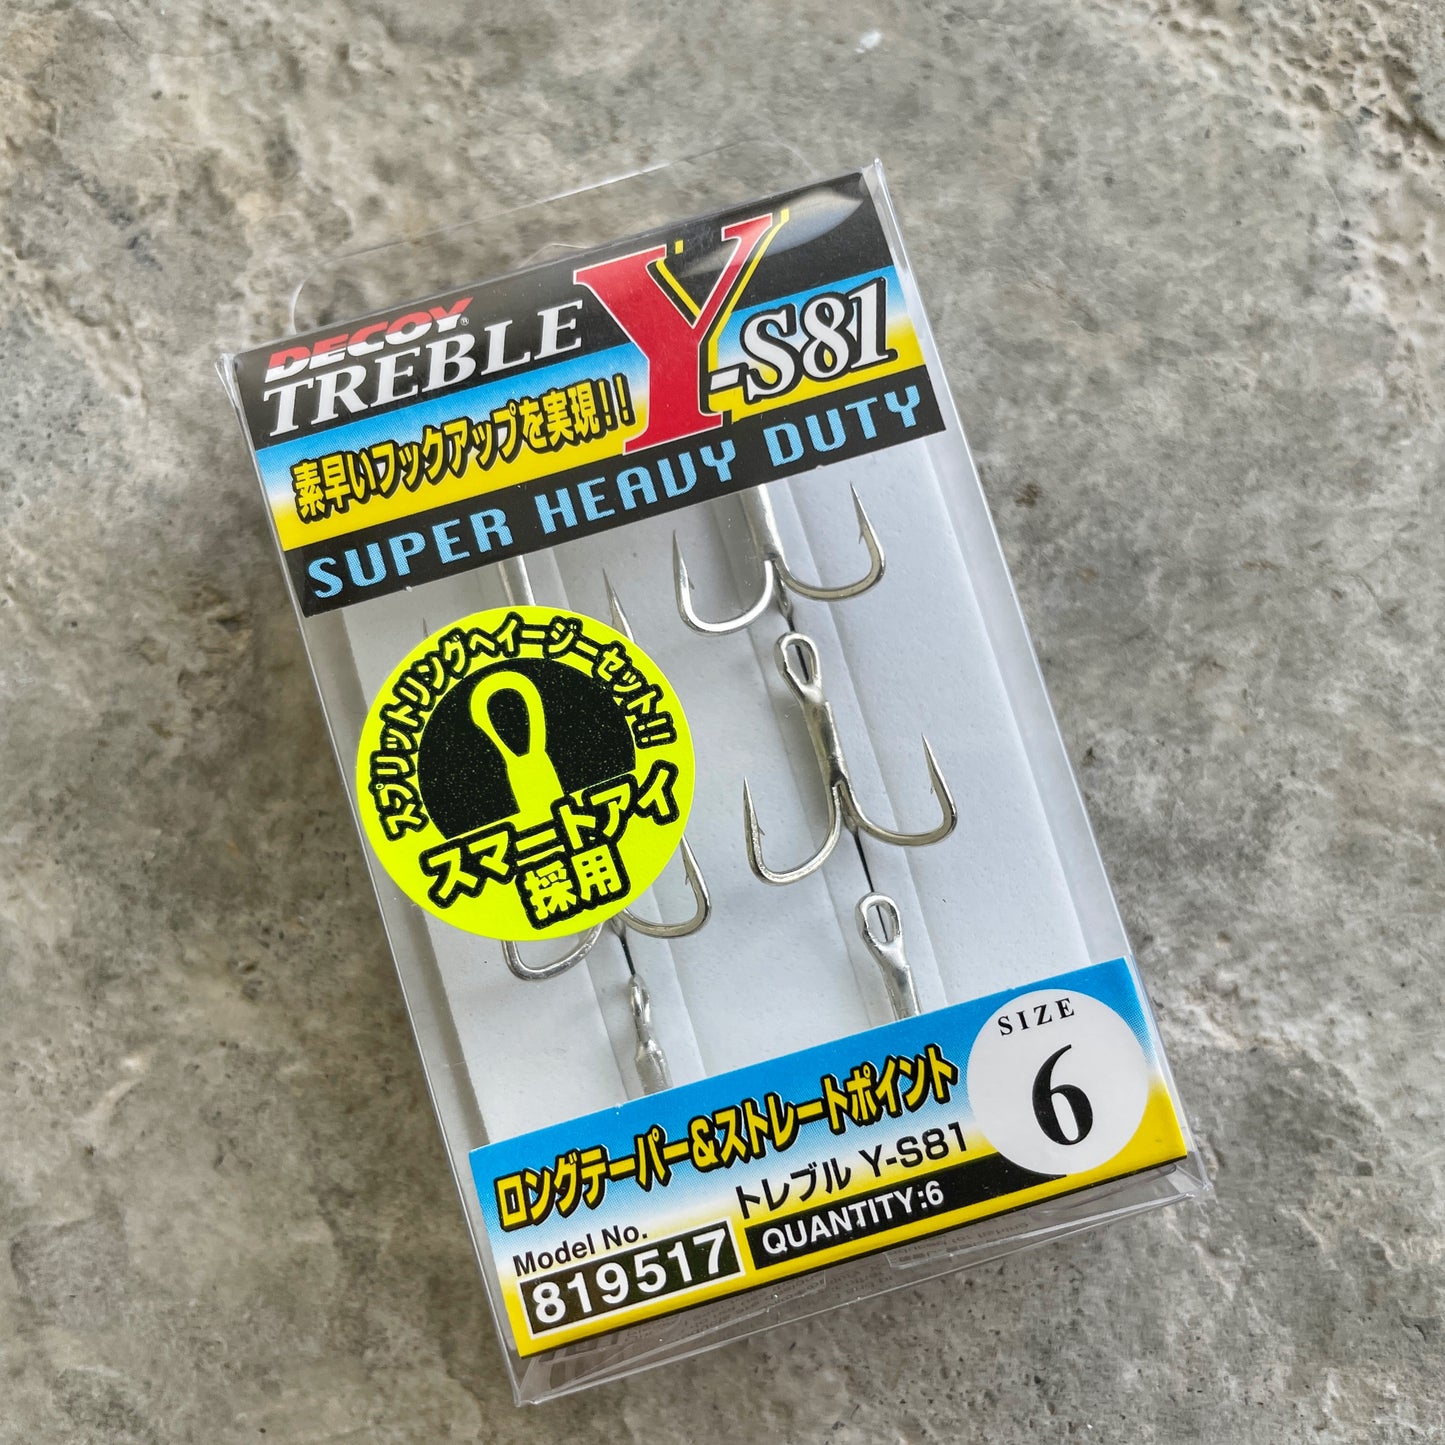 DECOY®
TREBLE Y-S81
素早いフックアップを実現!!
SUPER HEAVY DUTY
スプリットリングへイージーセット!!
スマートアイ
採用
SIZE
6
ロングテーパー&ストレートポイント
トレブル Y-S81
Model No.
819517
QUANTITY:6